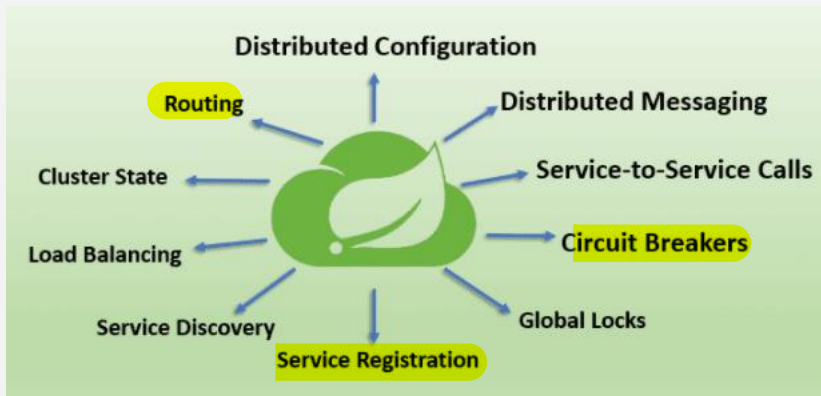 Distributed Configuration
Routing
Distributed Messaging
Cluster State
Service-to-Service Calls
Load Balancing
Circuit Breakers
Service Discovery
Global Locks
Service Registration